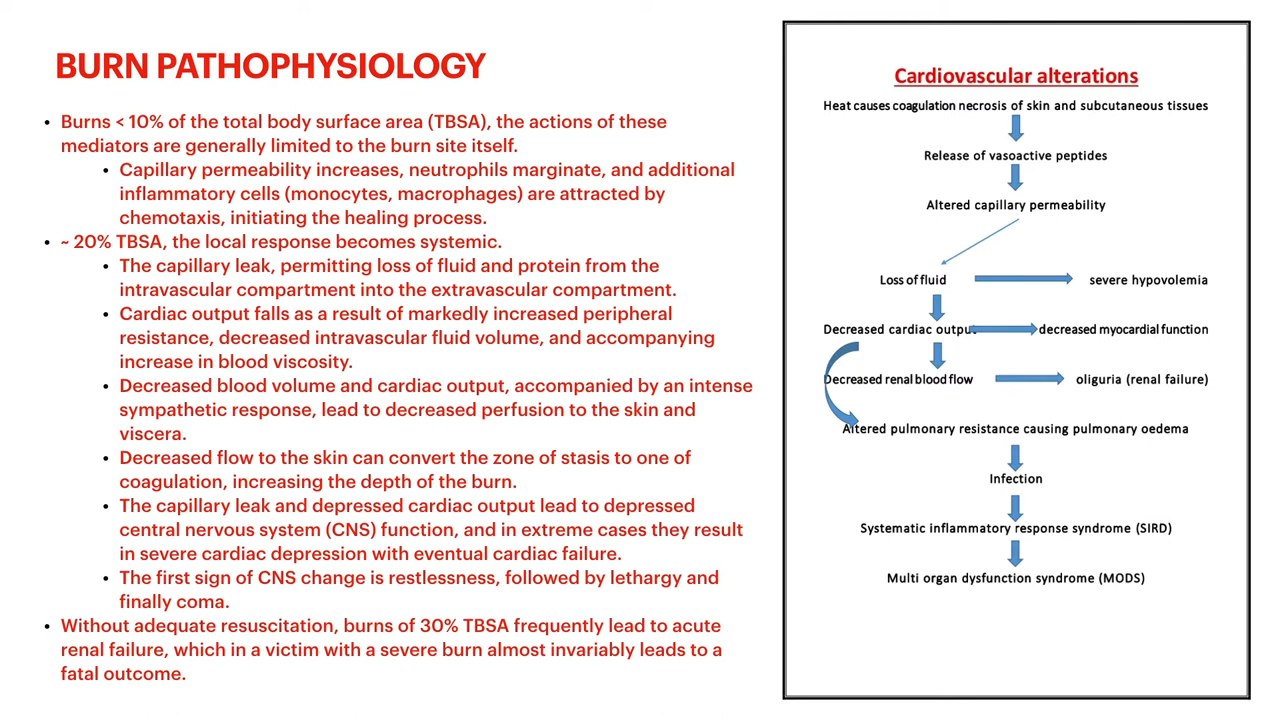 BURN PATHOPHYSIOLOGY
• Burns < 10% of the total body surface area (TBSA), the actions of these
mediators are generally limited to the burn site itself.
• Capillary permeability increases, neutrophils marginate, and additional
inflammatory cells (monocytes, macrophages) are attracted by
chemotaxis, initiating the healing process.
• ~ 20% TBSA, the local response becomes systemic.
• The capillary leak, permitting loss of fluid and protein from the
intravascular compartment into the extravascular compartment.
• Cardiac output falls as a result of markedly increased peripheral
resistance, decreased intravascular fluid volume, and accompanying
increase in blood viscosity.
• Decreased blood volume and cardiac output, accompanied by an intense
sympathetic response, lead to decreased perfusion to the skin and
viscera.
• Decreased flow to the skin can convert the zone of stasis to one of
coagulation, increasing the depth of the burn.
• The capillary leak and depressed cardiac output lead to depressed
central nervous system (CNS) function, and in extreme cases they result
in severe cardiac depression with eventual cardiac failure.
• The first sign of CNS change is restlessness, followed by lethargy and
finally coma.
• Without adequate resuscitation, burns of 30% TBSA frequently lead to acute
renal failure, which in a victim with a severe burn almost invariably leads to a
fatal outcome.
Cardiovascular alterations
Heat causes coagulation necrosis of skin and subcutaneous tissues
Release of vasoactive peptides
Altered capillary permeability
Loss of fluid severe hypovolemia
Decreased cardiac output decreased myocardial function
Decreased renal blood flow oliguria (renal failure)
Altered pulmonary resistance causing pulmonary oedema
Infection
Systematic inflammatory response syndrome (SIRD)
Multi organ dysfunction syndrome (MODS)